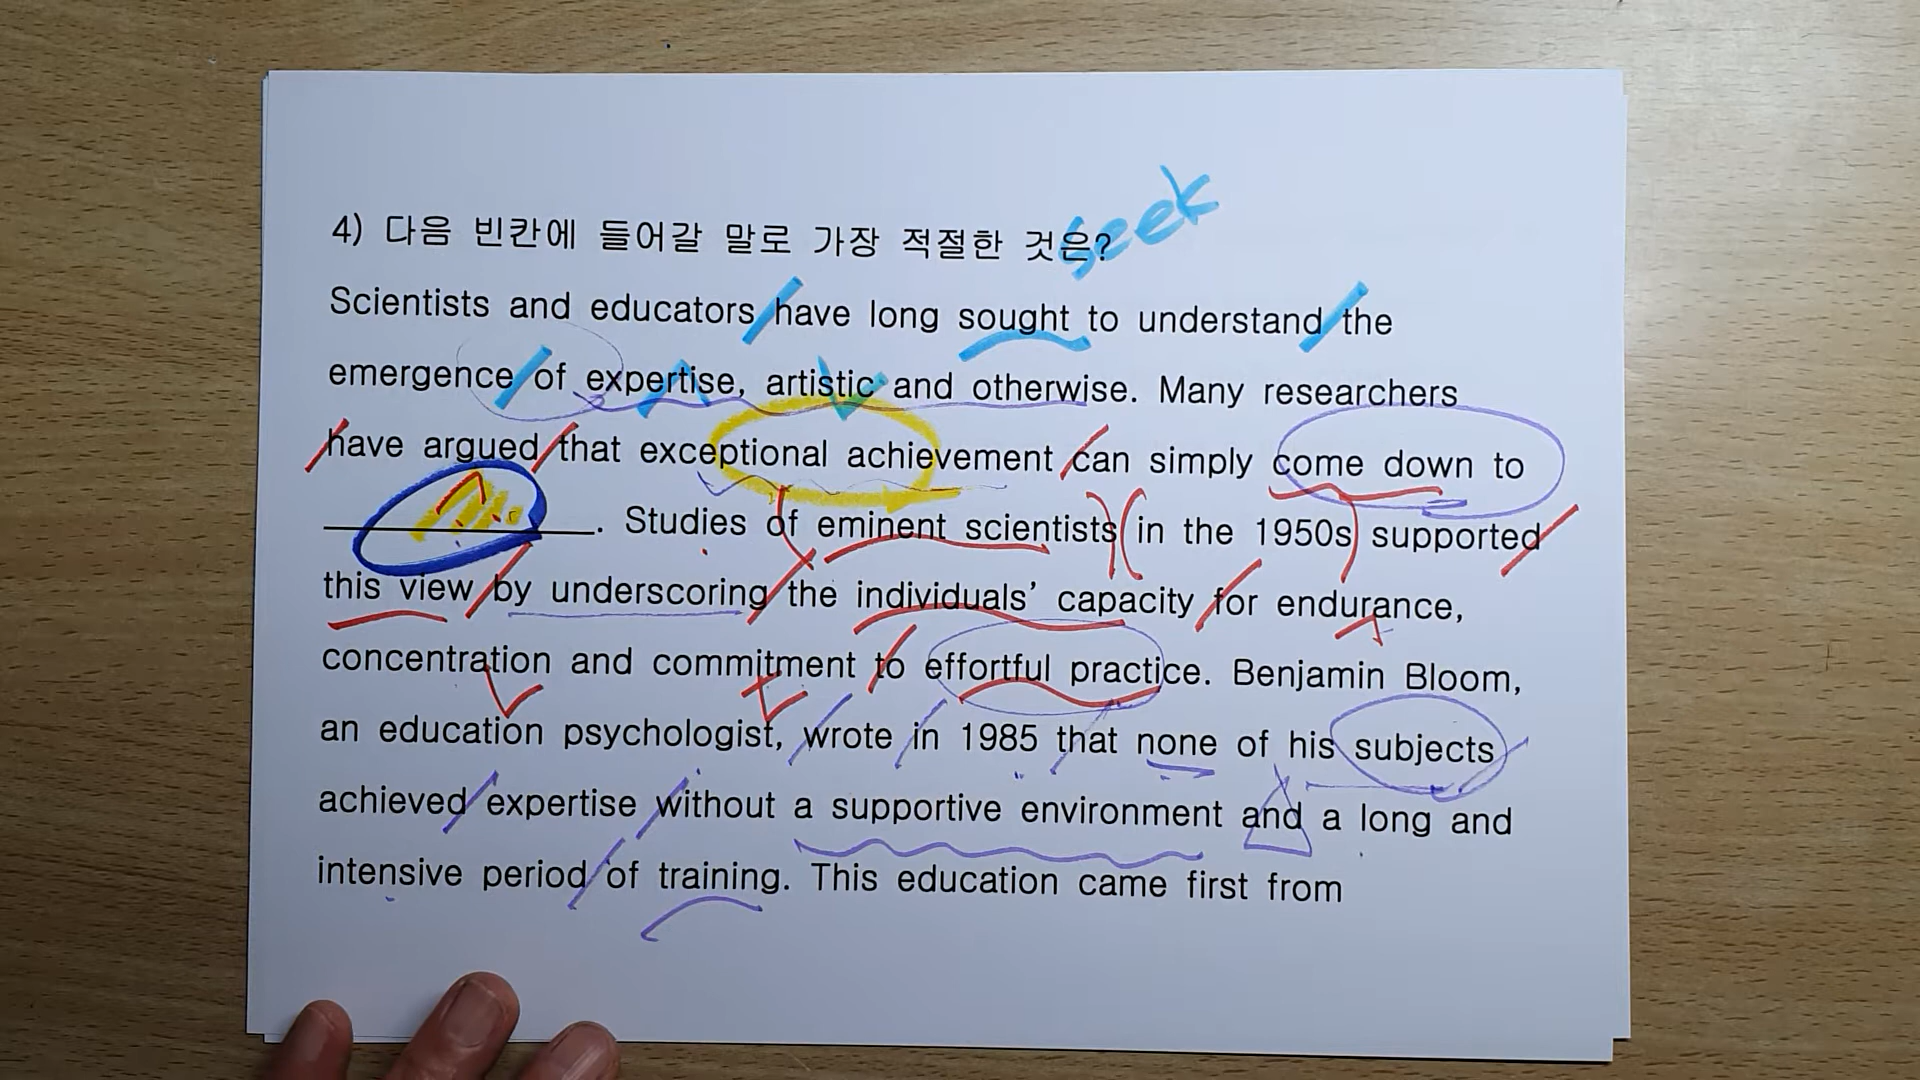 seek
4) 다음 빈칸에 들어갈 말로 가장 적절한 것은?
Scientists and educators have long sought to understand the
emergence of expertise, artistic and otherwise. Many researchers
have argued that exceptional achievement can simply come down to
____________. Studies of eminent scientists in the 1950s supported
this view by underscoring the individuals’ capacity for endurance,
concentration and commitment to effortful practice. Benjamin Bloom,
an education psychologist, wrote in 1985 that none of his subjects
achieved expertise without a supportive environment and a long and
intensive period of training. This education came first from